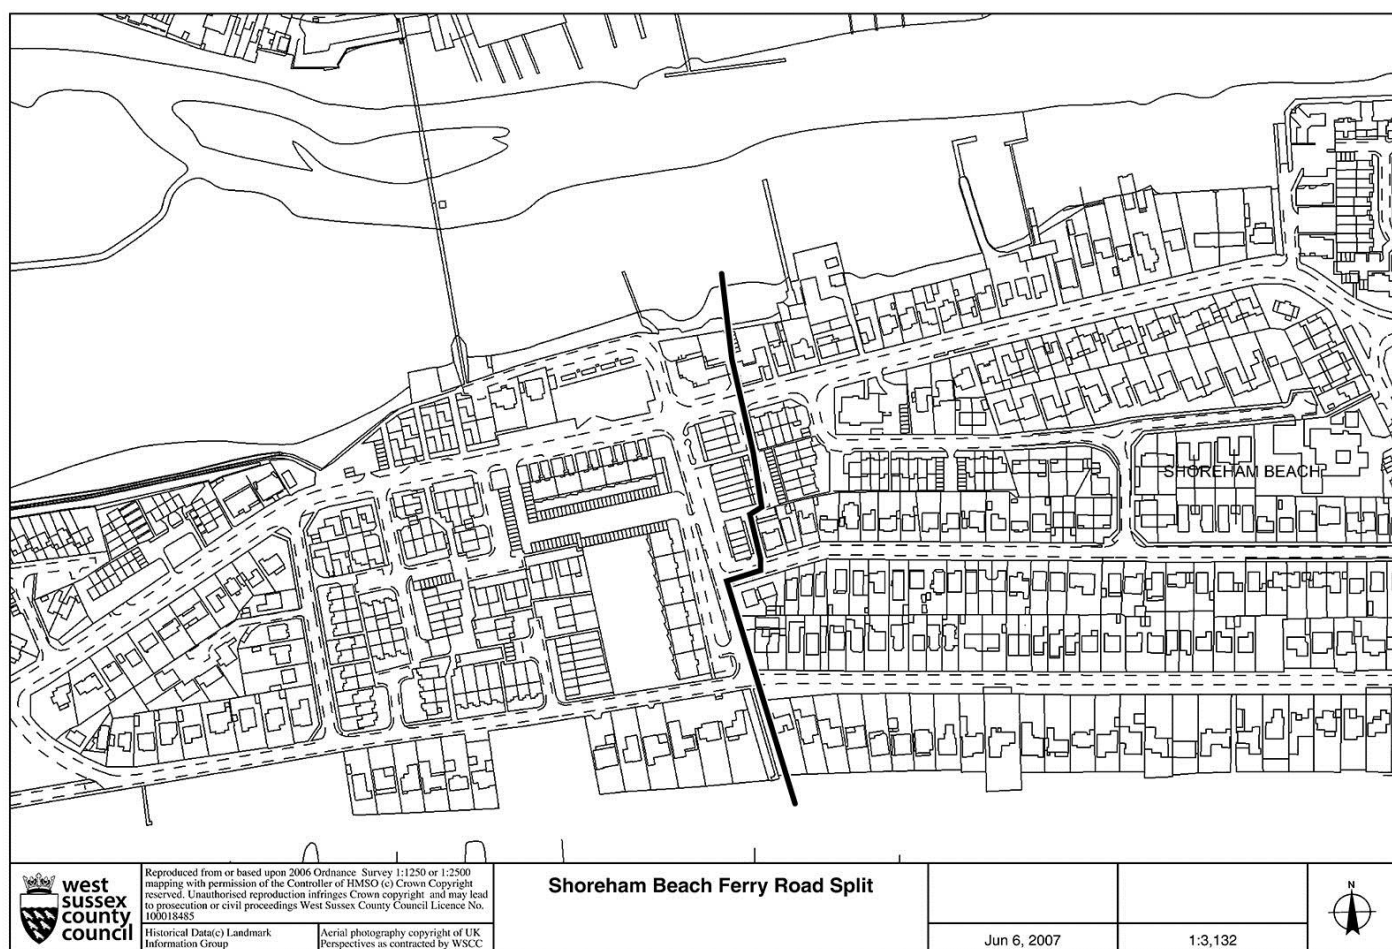 SHOREHAM BEACH
west
sussex
county
council
Reproduced from or based upon 2006 Ordnance Survey 1:1250 or 1:2500
mapping with permission of the Controller of HMSO (c) Crown Copyright
reserved. Unauthorised reproduction infringes Crown copyright and may lead
to prosecution or civil proceedings West Sussex County Council Licence No.
100018485
Historical Data(c) Landmark
Information Group
Aerial photography copyright of UK
Perspectives as contracted by WSCC
Shoreham Beach Ferry Road Split
Jun 6, 2007
1:3,132
N